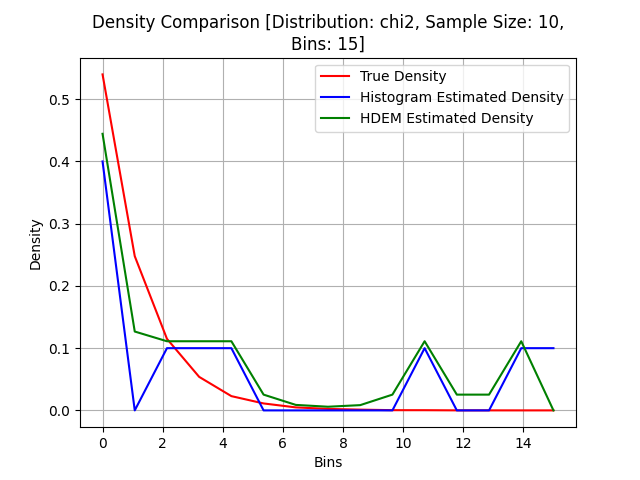 Density Comparison [Distribution: chi2, Sample Size: 10,
Bins: 15]
True Density
Histogram Estimated Density
HDEM Estimated Density
Density
0.5
0.4
0.3
0.2
0.1
0.0
0 2 4 6 8 10 12 14
Bins